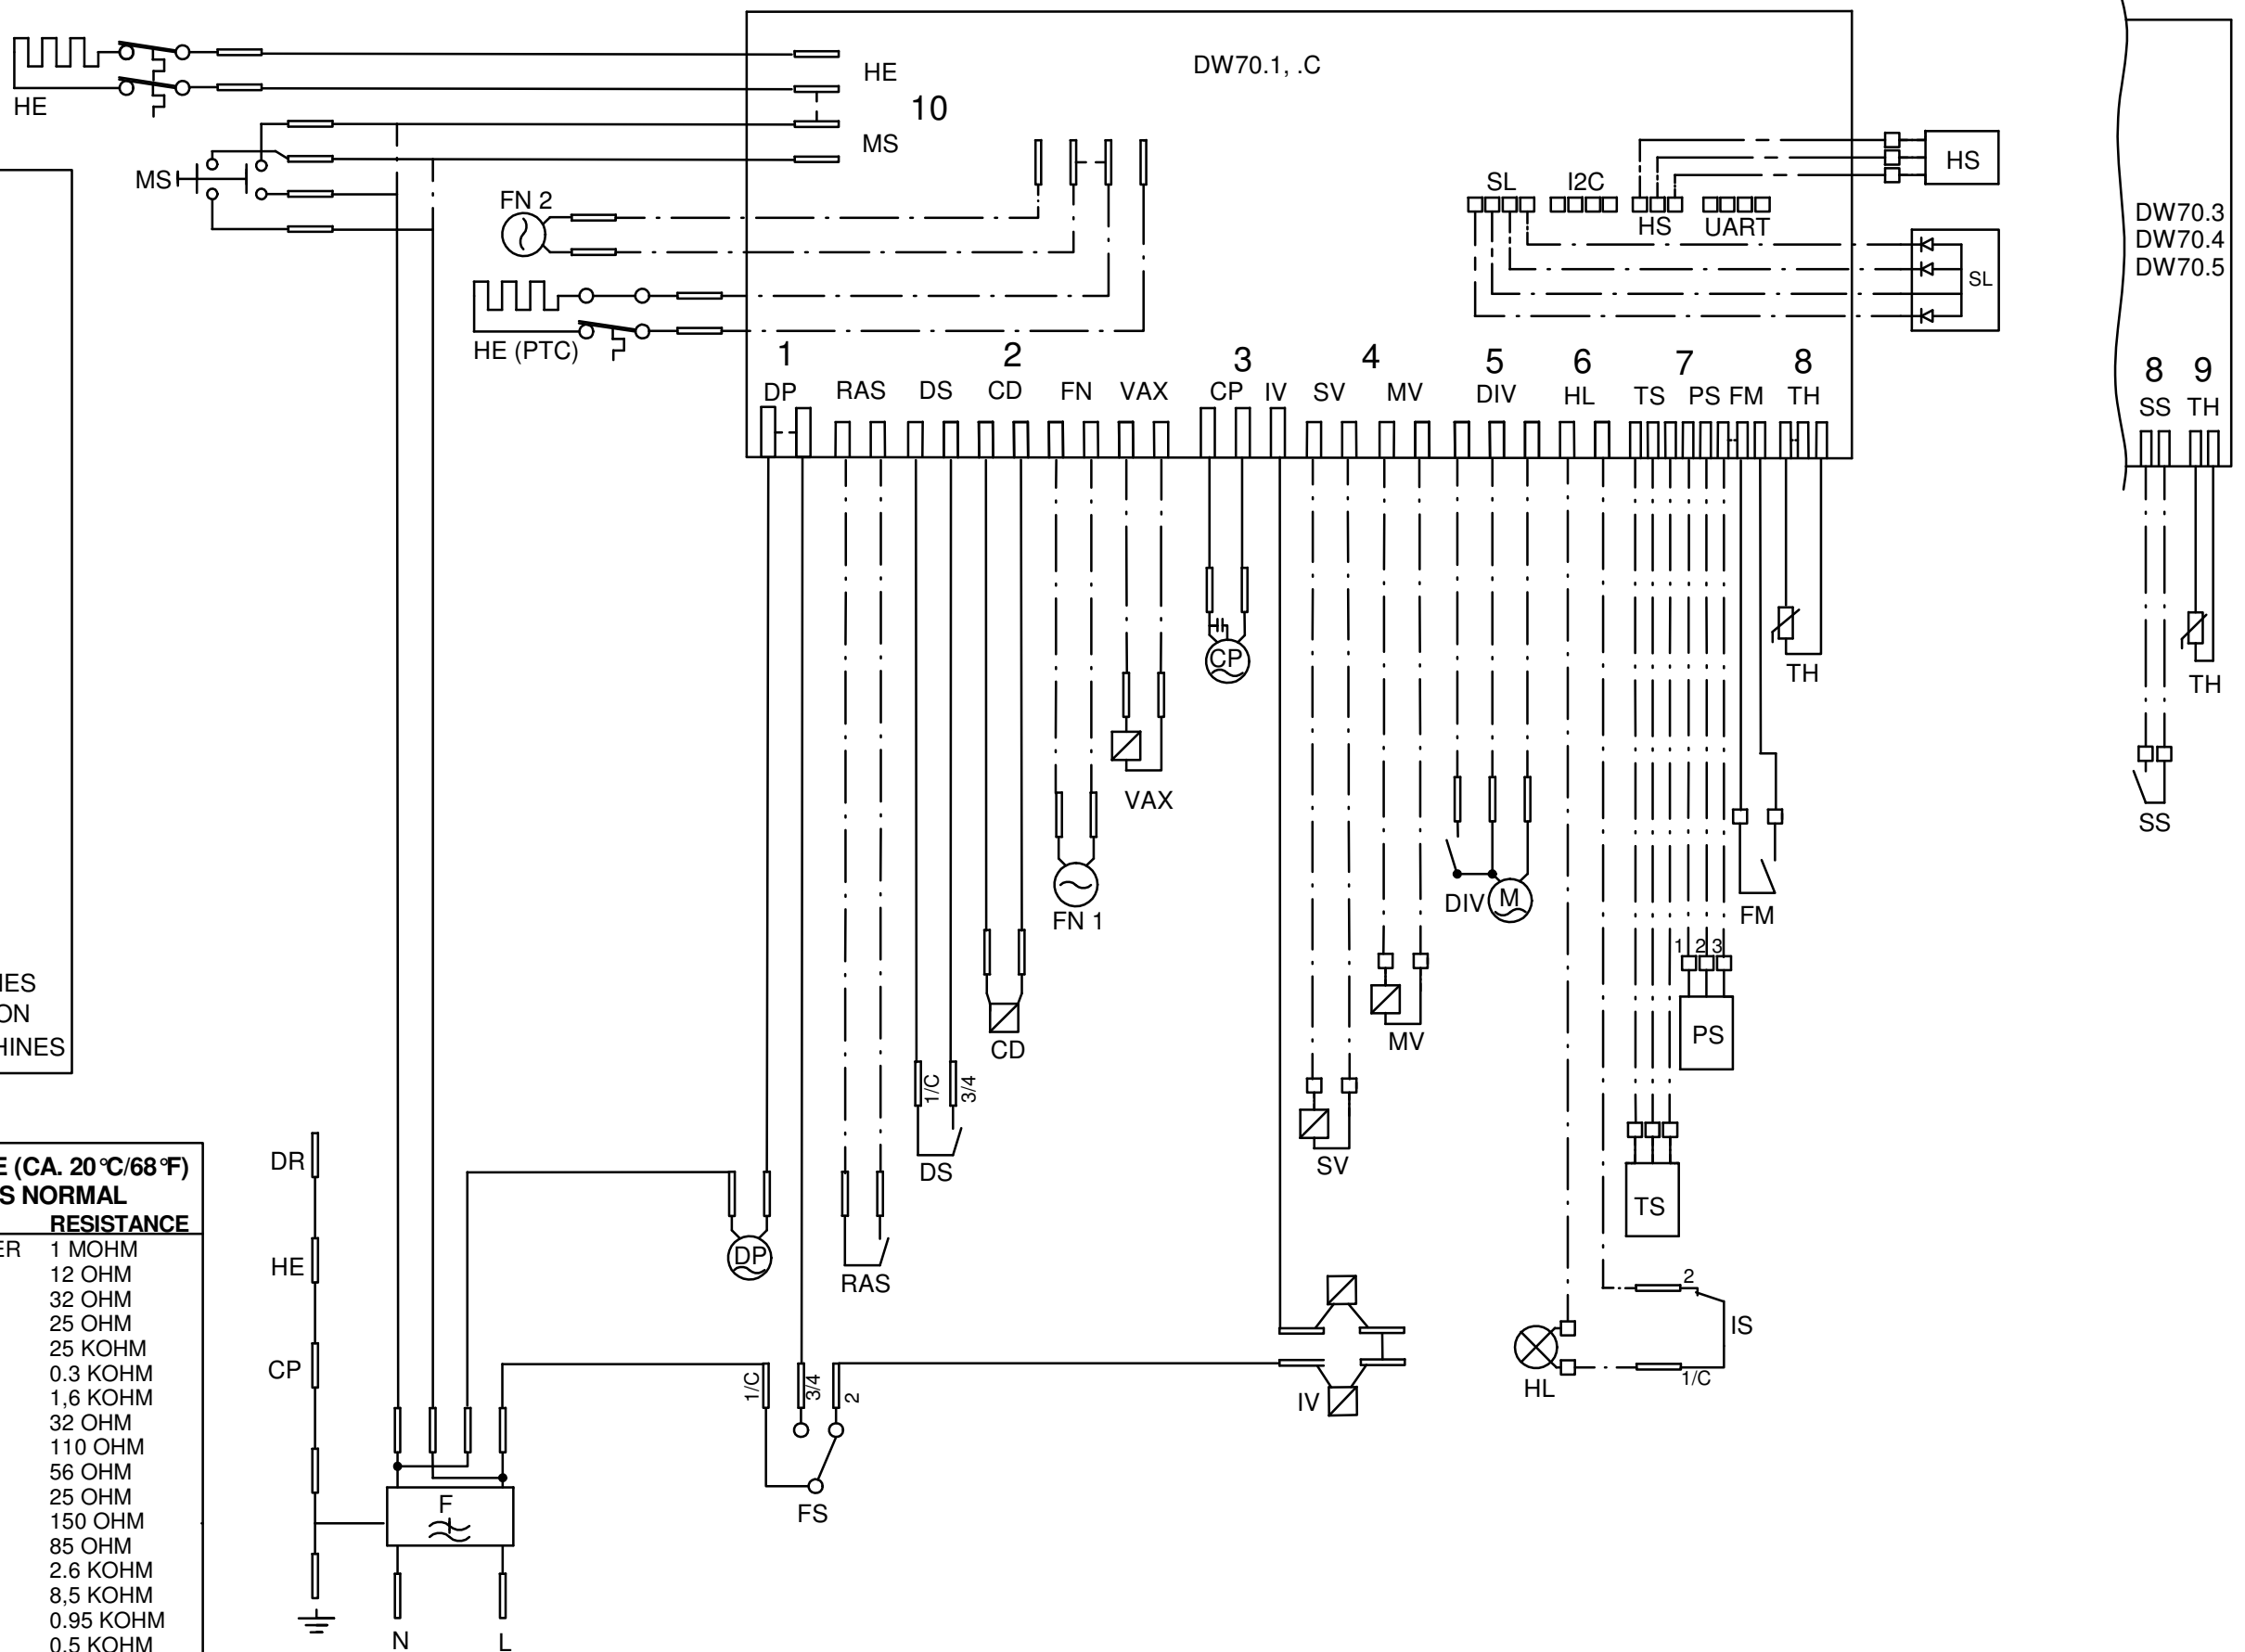 DW70.1, .C
HE
HE
10
MS
MS
FN 2
HE (PTC)
SL
I2C
HS
UART
HS
SL
DW70.3
DW70.4
DW70.5
1
2
3
4
5
6
7
8
DP
RAS
DS
CD
FN
VAX
CP
IV
SV
MV
DIV
HL
TS
PS
FM
TH
8
9
SS
TH
CP
TH
TH
VAX
SS
DIV
M
FM
FN 1
1
2
3
PS
MV
CD
1/C
3/4
DS
SV
TS
ON
HINES
E (CA. 20°C/68°F)
S NORMAL
RESISTANCE
ER 1 MOHM
12 OHM
32 OHM
25 OHM
25 KOHM
0.3 KOHM
1,6 KOHM
32 OHM
110 OHM
56 OHM
25 OHM
150 OHM
85 OHM
2.6 KOHM
8,5 KOHM
0.95 KOHM
0.5 KOHM
DR
HE
CP
DP
RAS
2
IS
1/C
HL
IV
1/C
3/4
2
FS
F
N
L